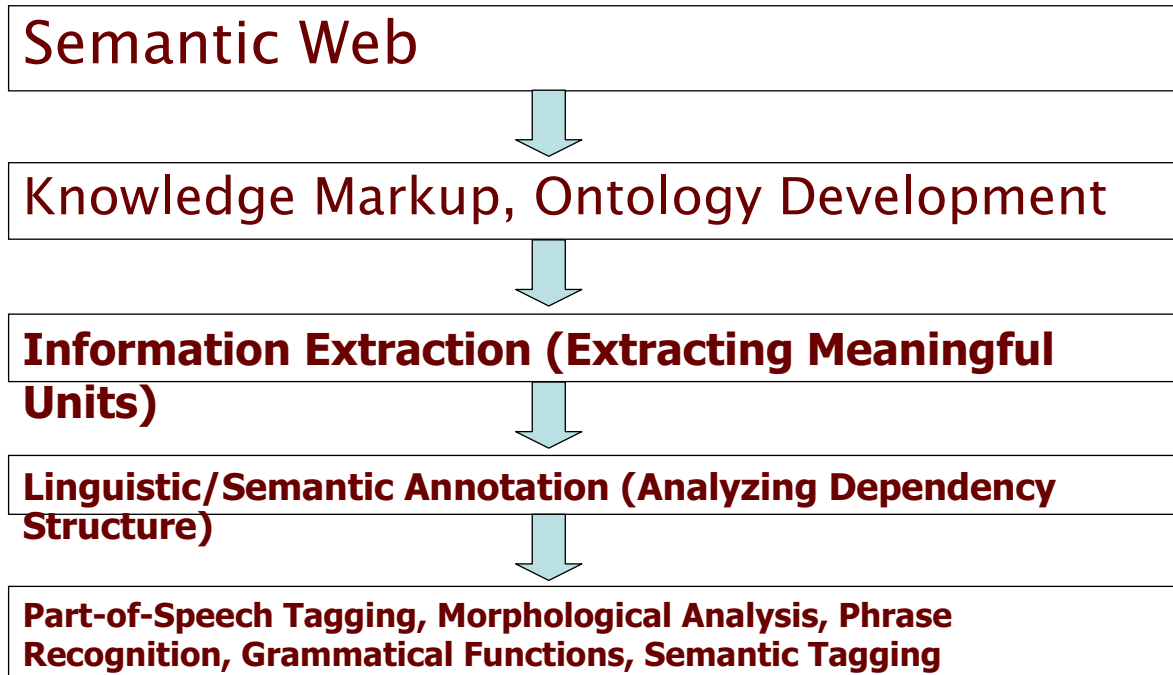 Semantic Web
Knowledge Markup, Ontology Development
Information Extraction (Extracting Meaningful
Units)
Linguistic/Semantic Annotation (Analyzing Dependency
Structure)
Part-of-Speech Tagging, Morphological Analysis, Phrase
Recognition, Grammatical Functions, Semantic Tagging